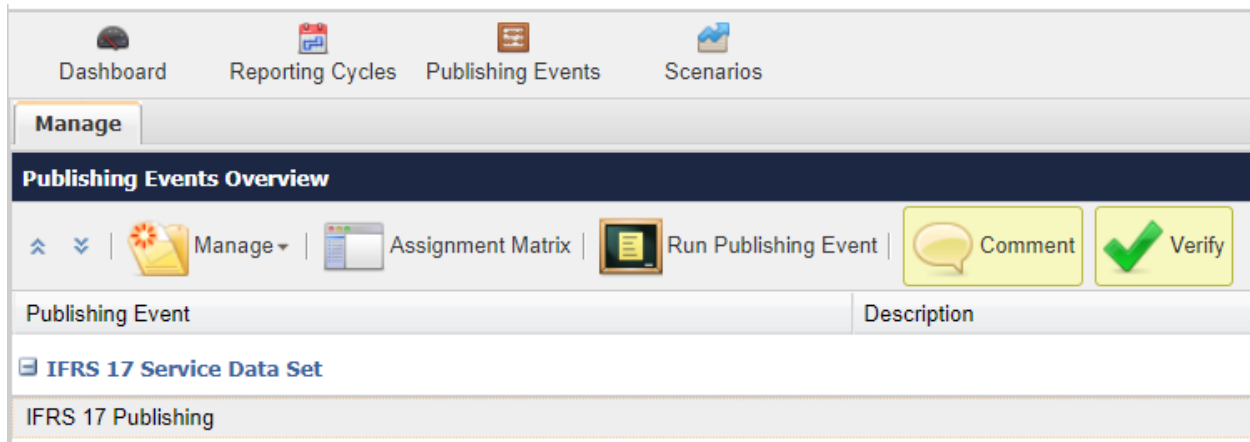 Dashboard Reporting Cycles Publishing Events Scenarios
Manage
Publishing Events Overview
Manage Assignment Matrix Run Publishing Event Comment Verify
Publishing Event Description
IFRS 17 Service Data Set
IFRS 17 Publishing